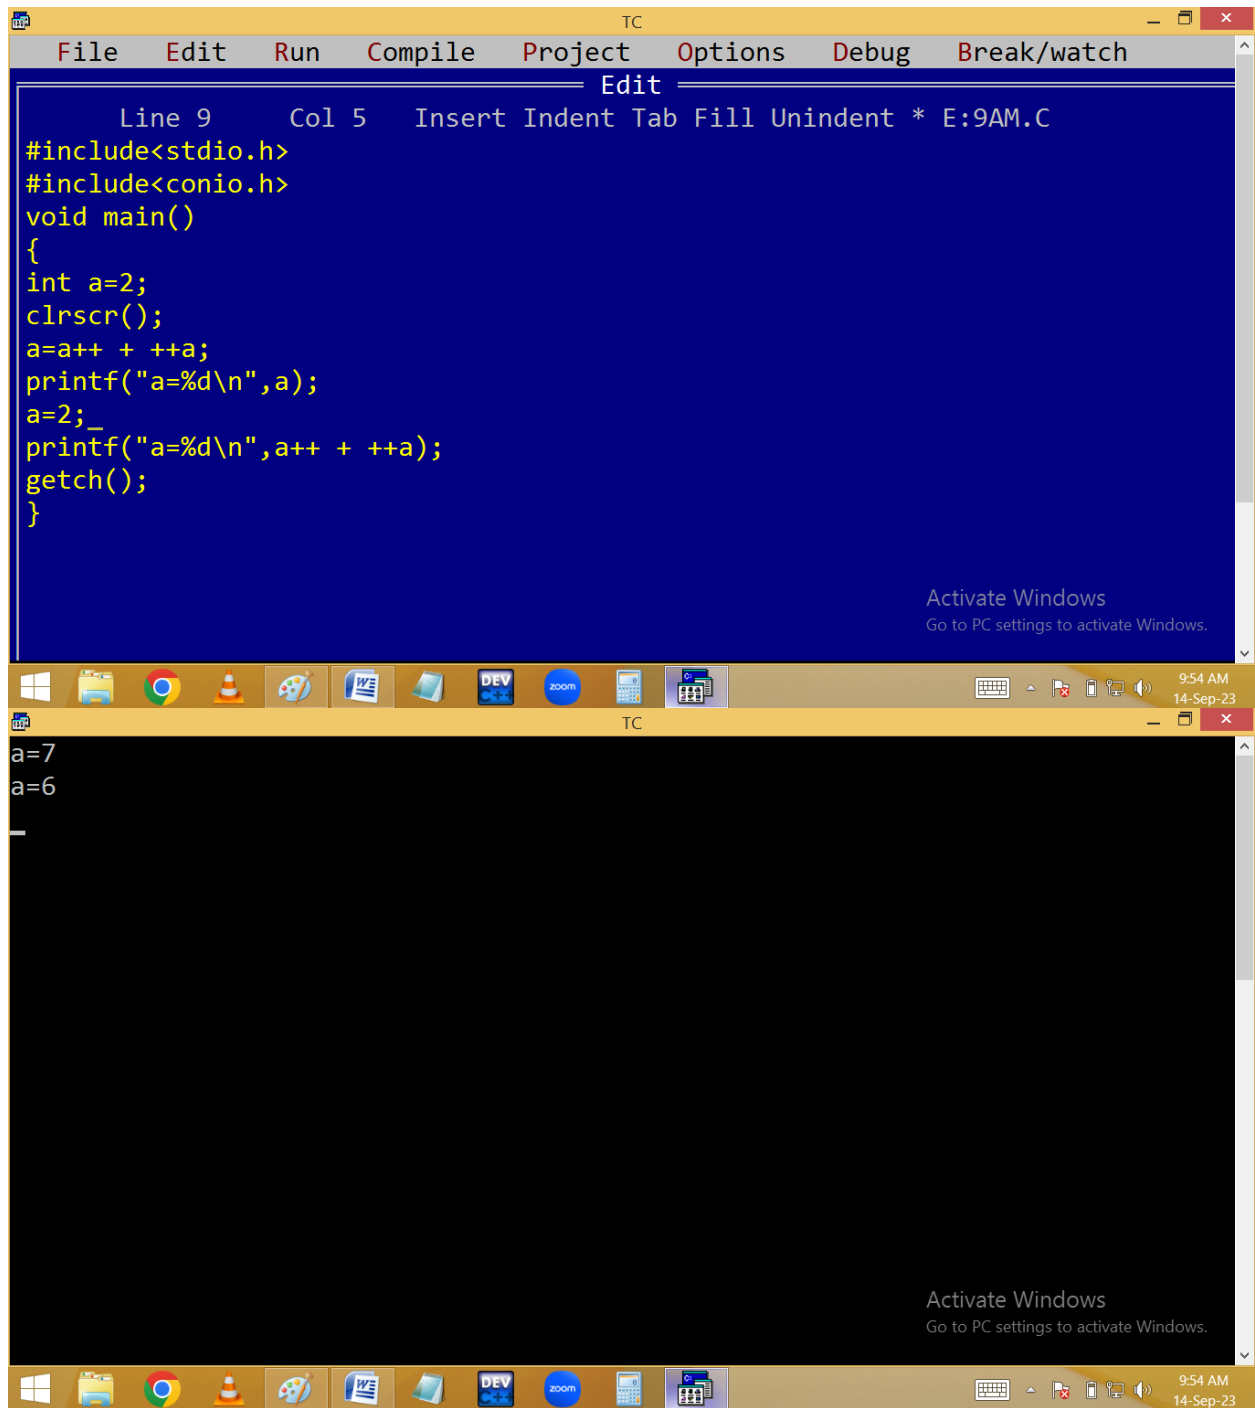 TC
File Edit Run Compile Project Options Debug Break/watch
Edit
Line 9 Col 5 Insert Indent Tab Fill Unindent * E:9AM.C
#include<stdio.h>
#include<conio.h>
void main()
{
int a=2;
clrscr();
a=a++ + ++a;
printf("a=%d\n",a);
a=2;_
printf("a=%d\n",a++ + ++a);
getch();
}
Activate Windows
Go to PC settings to activate Windows.
DEV C++
zoom
9:54 AM
14-Sep-23
TC
a=7
a=6
Activate Windows
Go to PC settings to activate Windows.
DEV C++
zoom
9:54 AM
14-Sep-23